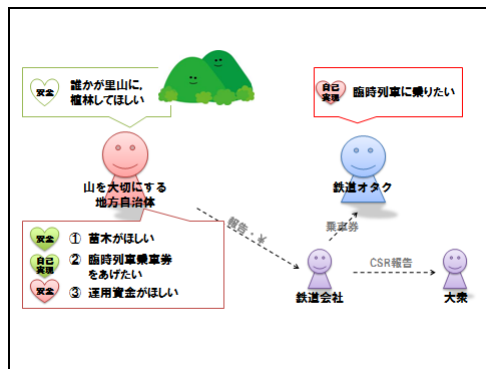 安全
誰かが里山に,
植林してほしい
自己
実現
臨時列車に乗りたい
山を大切にする
地方自治体
鉄道オタク
安全 ① 苗木がほしい
自己
実現
② 臨時列車乗車券
をあげたい
安全 ③ 運用資金がほしい
報告・¥
乗車券
鉄道会社
CSR報告
大衆